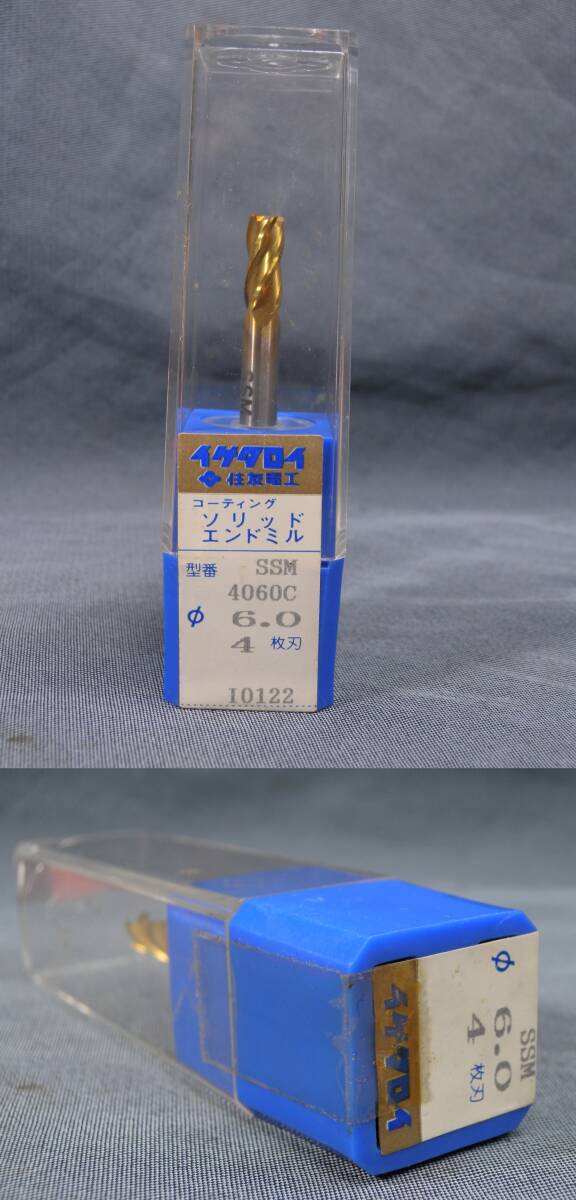 SSM
イゲタロイ
住友電工
コーティング
ソリッド
エンドミル
型番 SSM
4060C
φ 6.0
4 枚刃
I0122
イゲタロイ
SSM
φ 6.0
4 枚刃